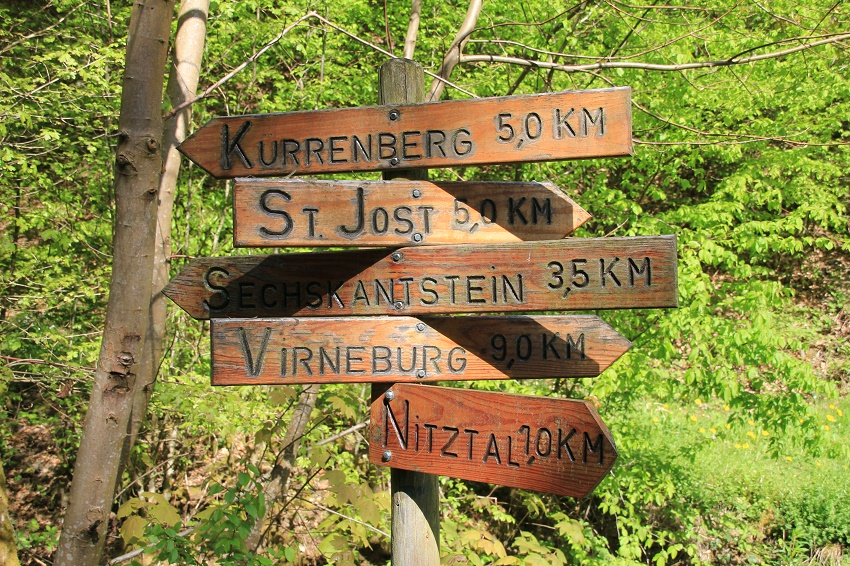 KURRENBERG 5,0 KM
ST. JOST 5,0 KM
SECHSKANTSTEIN 3,5 KM
VIRNEBURG 9,0 KM
NITZTAL 1,0 KM